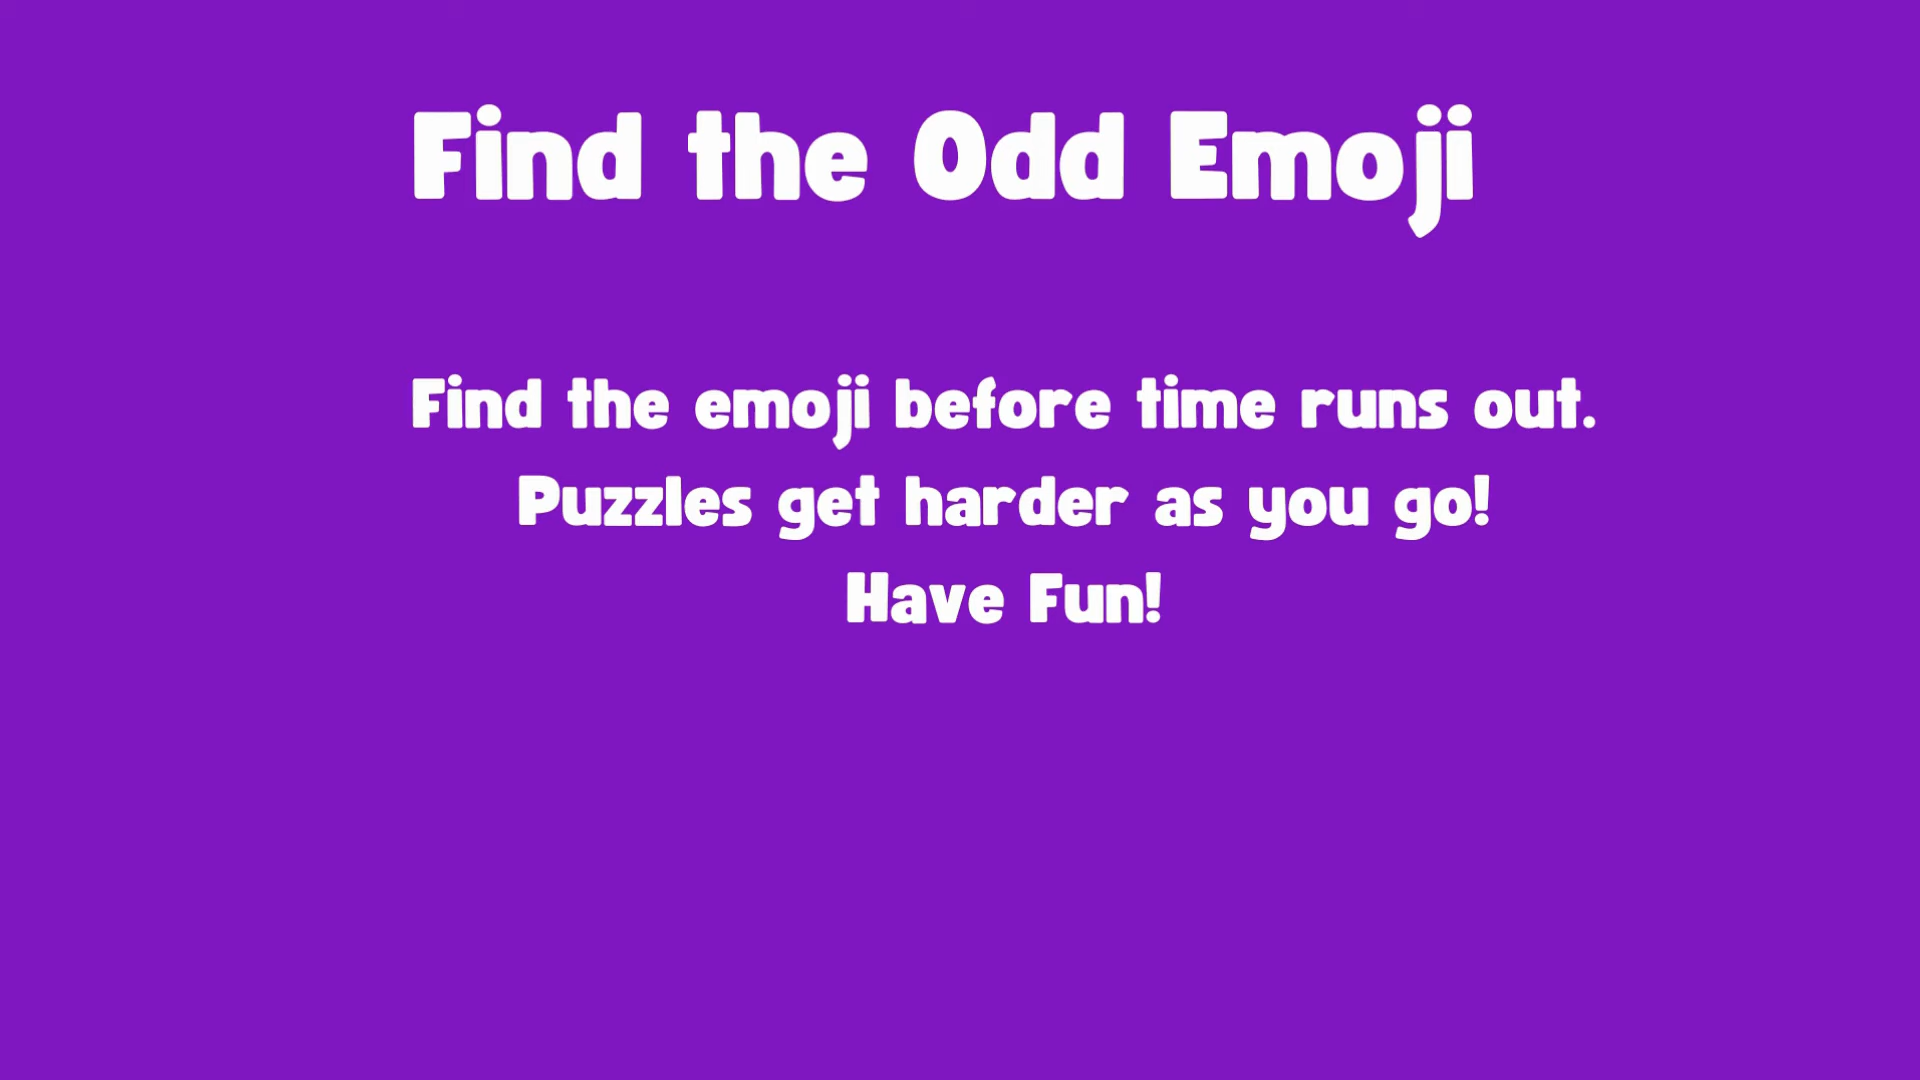 Find the Odd Emoji
Find the emoji before time runs out.
Puzzles get harder as you go!
Have Fun!